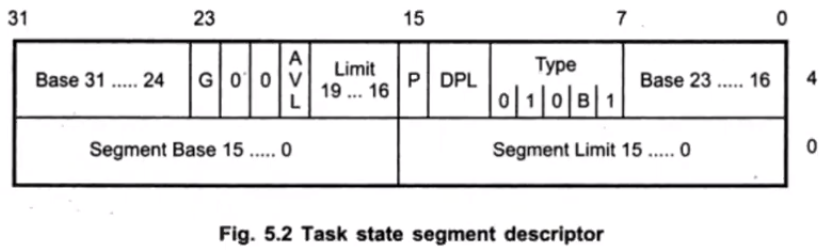 31 23 15 7 0
Base 31 ..... 24 G 0 0 AVL Limit 19 ... 16 P DPL Type 0 1 0 B 1 Base 23 ..... 16 4
Segment Base 15 ..... 0 Segment Limit 15 ..... 0 0
Fig. 5.2 Task state segment descriptor